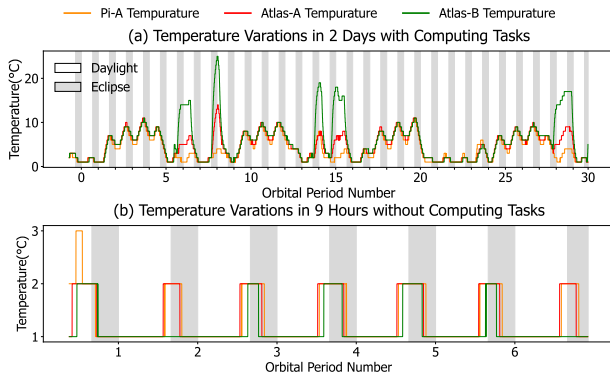 Pi-A Tempurature Atlas-A Tempurature Atlas-B Tempurature
(a) Temperature Varations in 2 Days with Computing Tasks
Temperature(°C)
20
10
0
Daylight
Eclipse
0 5 10 15 20 25 30
Orbital Period Number
(b) Temperature Variations in 9 Hours without Computing Tasks
Temperature(°C)
3
2
1
1 2 3 4 5 6
Orbital Period Number